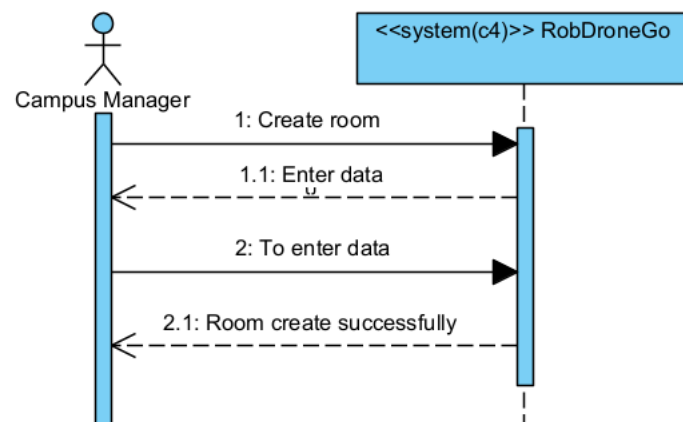 <<system(c4)>> RobDroneGo
Campus Manager
1: Create room
1.1: Enter data
2: To enter data
2.1: Room create successfully